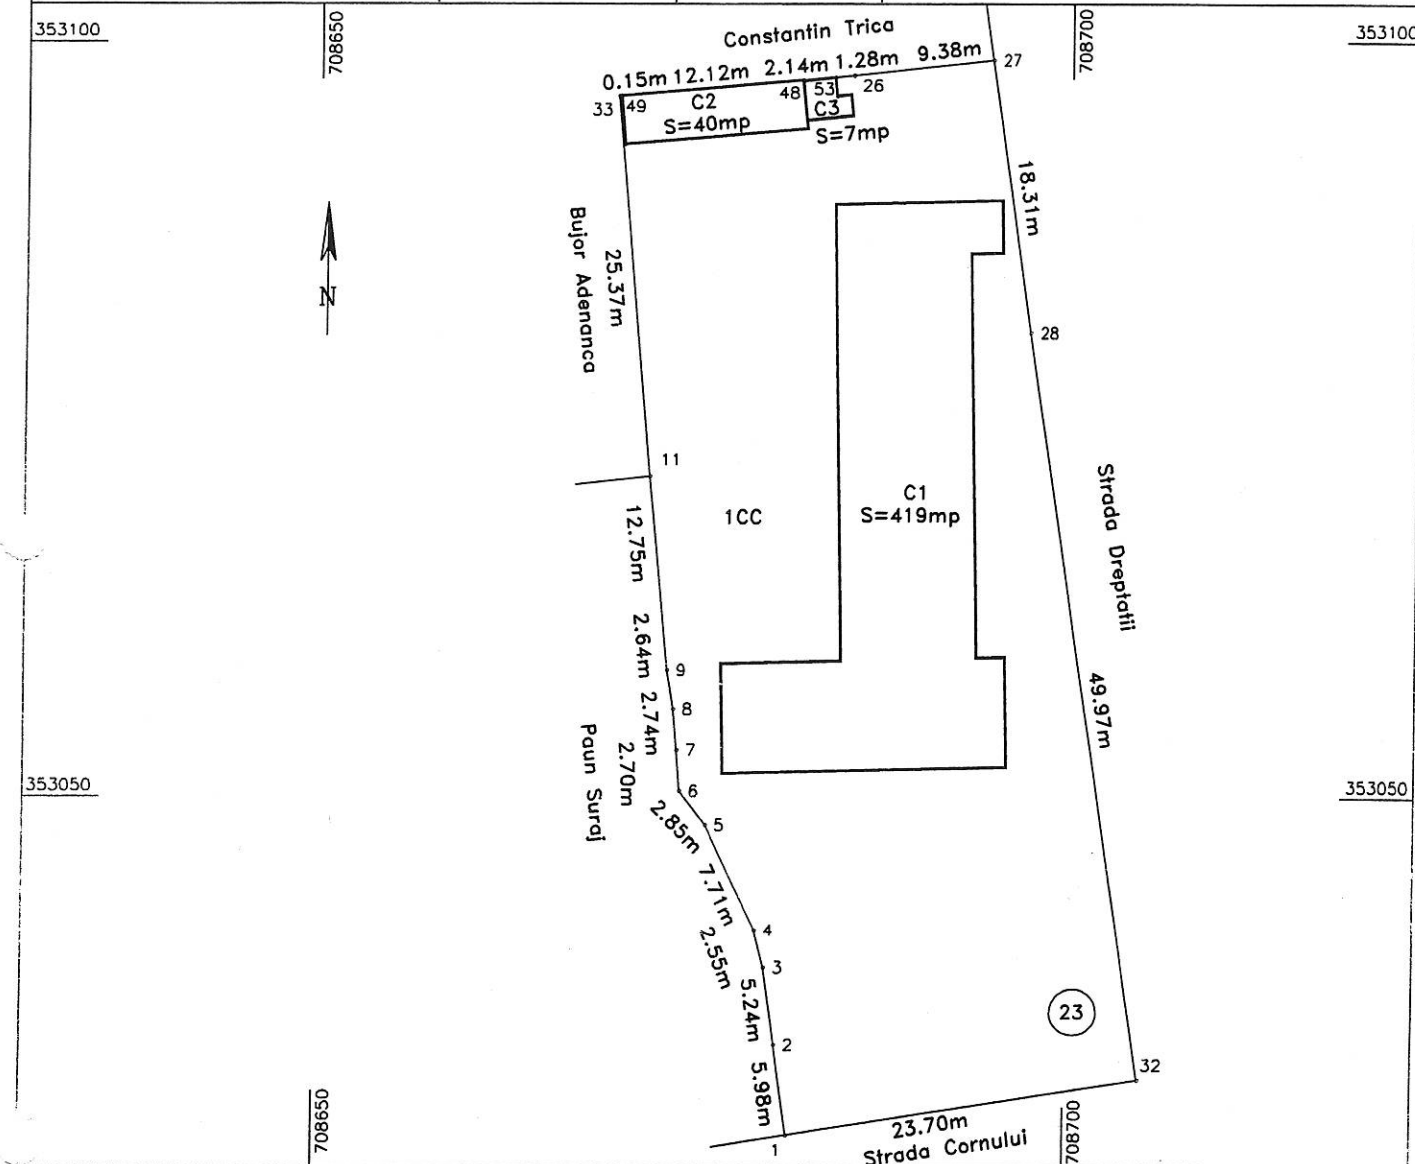 353100
708650
Constantin Trica
708700
353100
0.15m 12.12m 2.14m 1.28m 9.38m
27
33 49 C2 48 53 26
C3
S=40mp
S=7mp
18.31m
Bujor Adenanca
25.37m
N
28
11
12.75m
1CC
C1
S=419mp
Strada Dreptatii
2.64m
9
8
2.74m
49.97m
7
Paun Suraj
2.70m
6
353050
353050
2.85m
5
7.71m
4
2.55m
3
5.24m
23
2
5.98m
32
708650
708700
23.70m
1
Strada Cornului